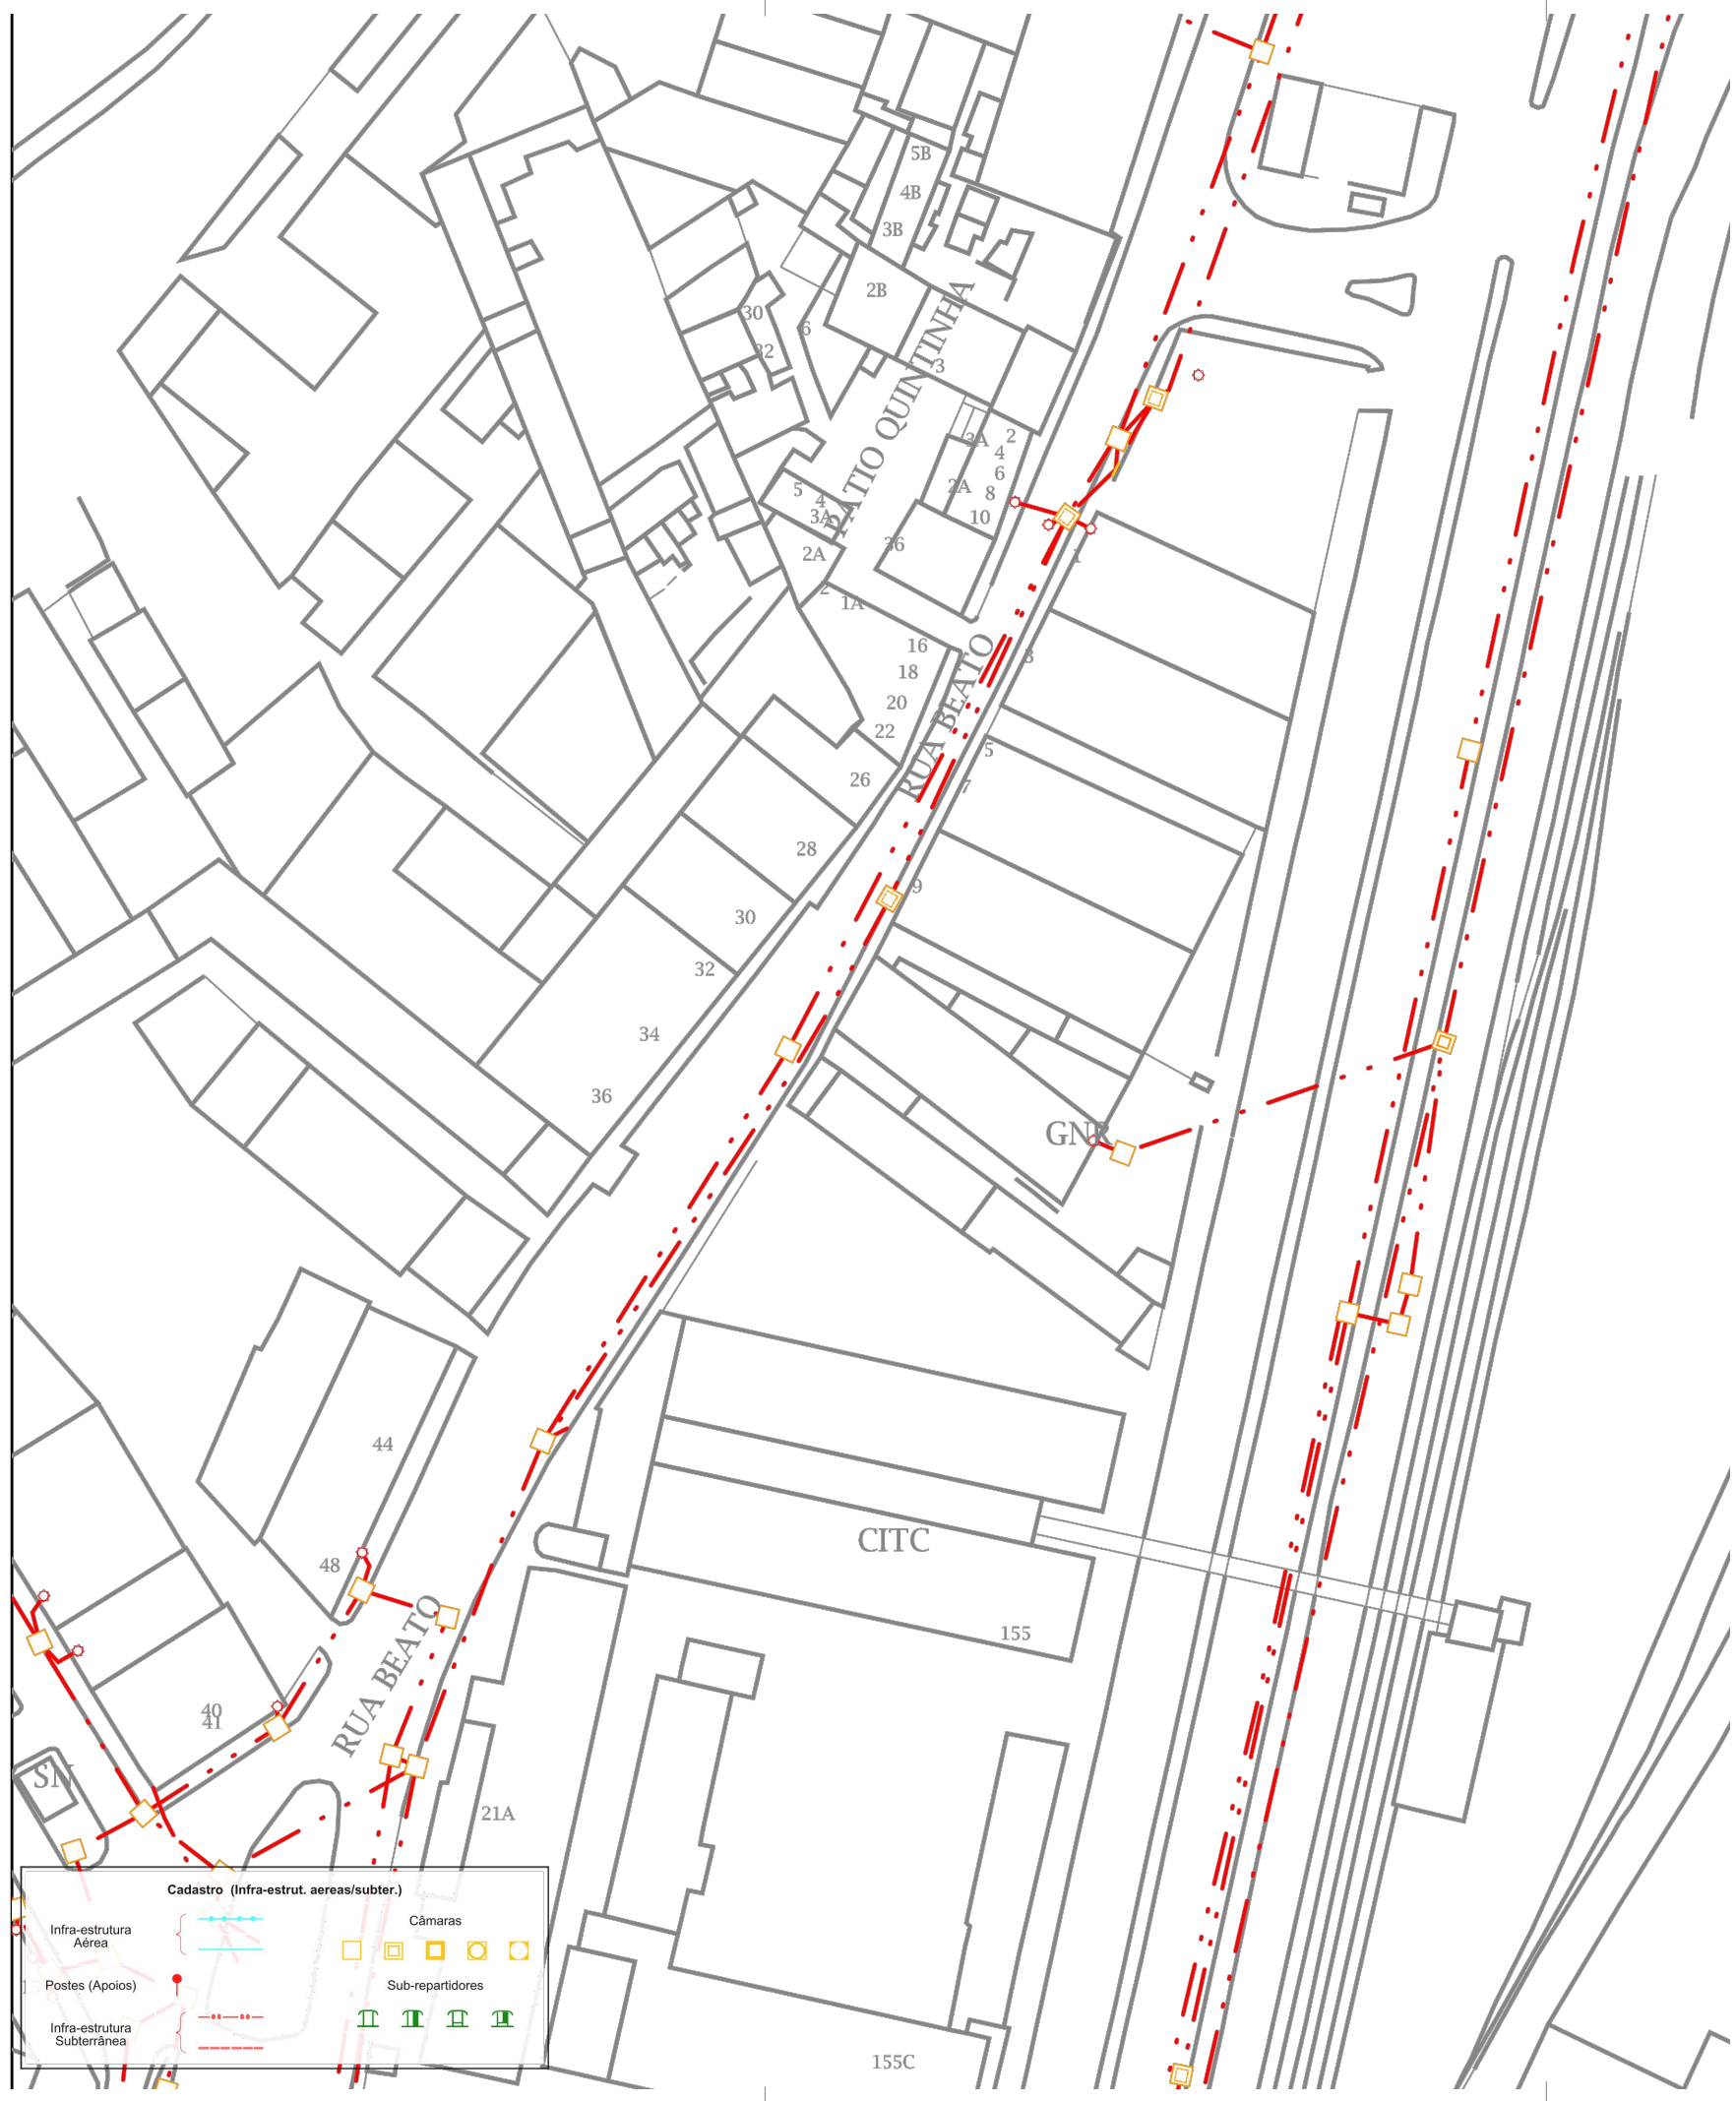 5B
4B
3B
2B
30
6
32
3
PATIO QUINTINHA
3A
2
4
6
2A
8
10
5
4
3A
36
2A
1
2
1A
16
3
18
20
22
RUA BEATO
5
26
7
28
9
30
32
34
36
GNR
44
CITC
48
155
RUA BEATO
40
41
SN
21A
155C
Cadastro (Infra-estrut. aereas/subter.)
Infra-estrutura
Aérea
Câmaras
Postes (Apoios)
Sub-repartidores
Infra-estrutura
Subterrânea